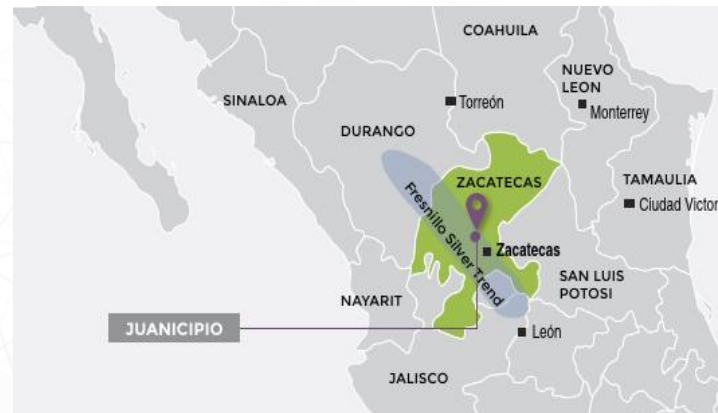 COAHUILA
NUEVO
LEON
SINALOA
Torreón
Monterrey
DURANGO
ZACATECAS
TAMAULIA
Ciudad Victor
Fresnillo Silver Trend
Zacatecas
SAN LUIS
POTOSI
NAYARIT
JUANICIPIO
León
JALISCO